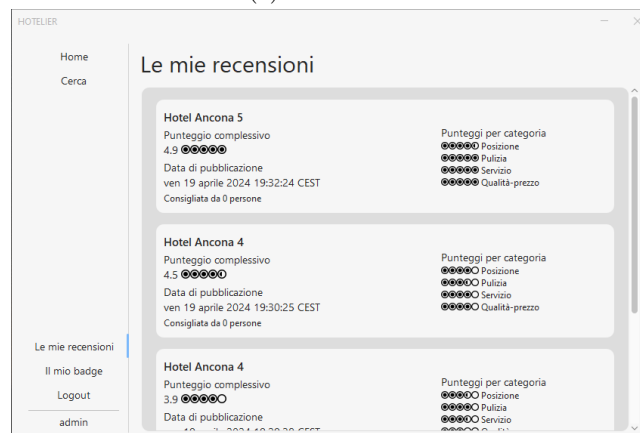 HOTELIER
Home
Cerca
Le mie recensioni
Hotel Ancona 5
Punteggio complessivo
4.9
Data di pubblicazione
ven 19 aprile 2024 19:32:24 CEST
Consigliata da 0 persone
Punteggi per categoria
Posizione
Pulizia
Servizio
Qualità-prezzo
Hotel Ancona 4
Punteggio complessivo
4.5
Data di pubblicazione
ven 19 aprile 2024 19:30:25 CEST
Consigliata da 0 persone
Punteggi per categoria
Posizione
Pulizia
Servizio
Qualità-prezzo
Hotel Ancona 4
Punteggio complessivo
3.9
Data di pubblicazione
Punteggi per categoria
Posizione
Pulizia
Servizio
Le mie recensioni
Il mio badge
Logout
admin